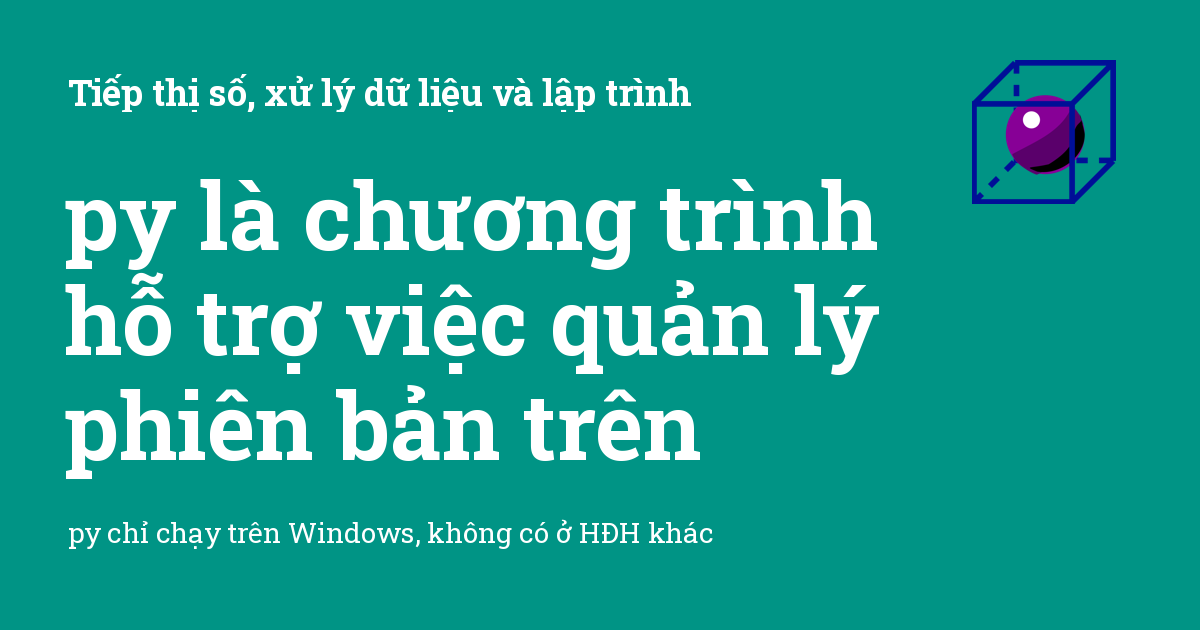 Tiếp thị số, xử lý dữ liệu và lập trình
py là chương trình
hỗ trợ việc quản lý
phiên bản trên
py chỉ chạy trên Windows, không có ở HĐH khác